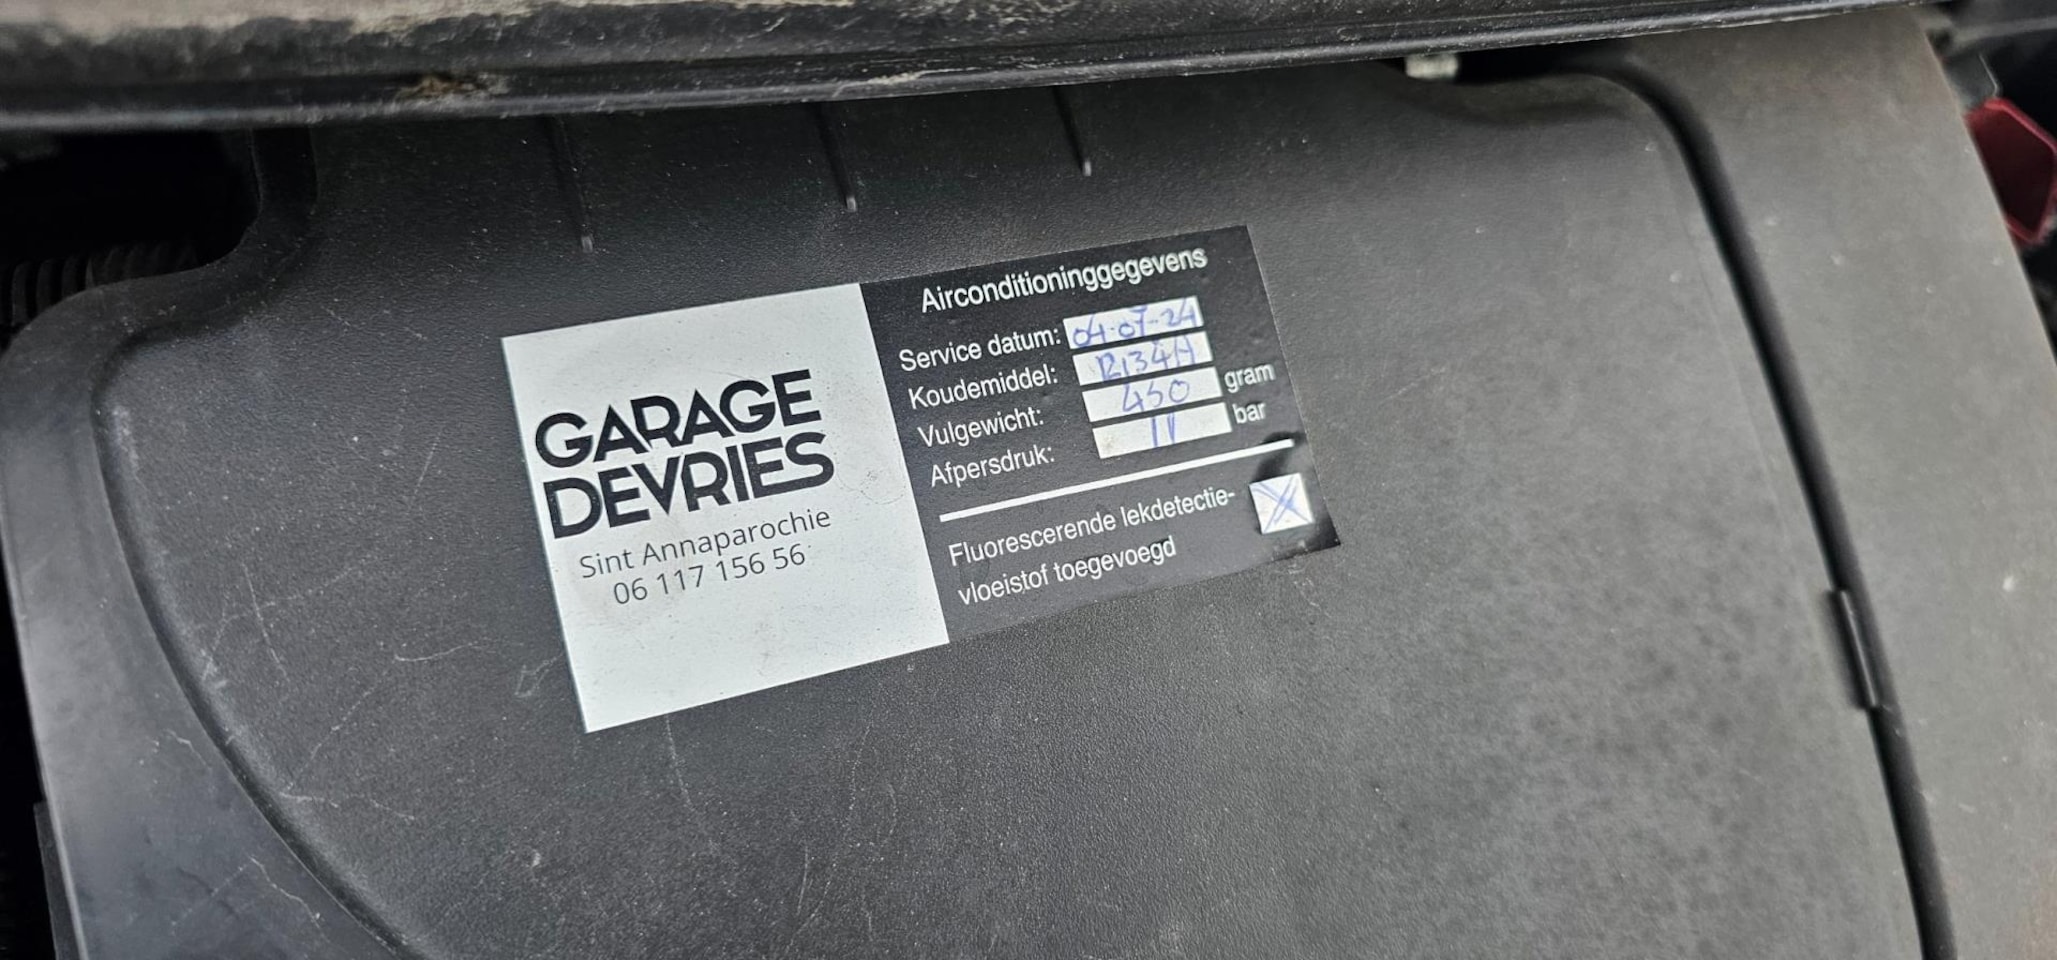 GARAGE
DEVRIES
Sint Annaparochie
06 117 156 56
Airconditioninggegevens
Service datum: 04-07-24
Koudemiddel: R134A
Vulgewicht: 450 gram
Afpersdruk: 11 bar
Fluorescerende lekdetectie-
vloeistof toegevoegd